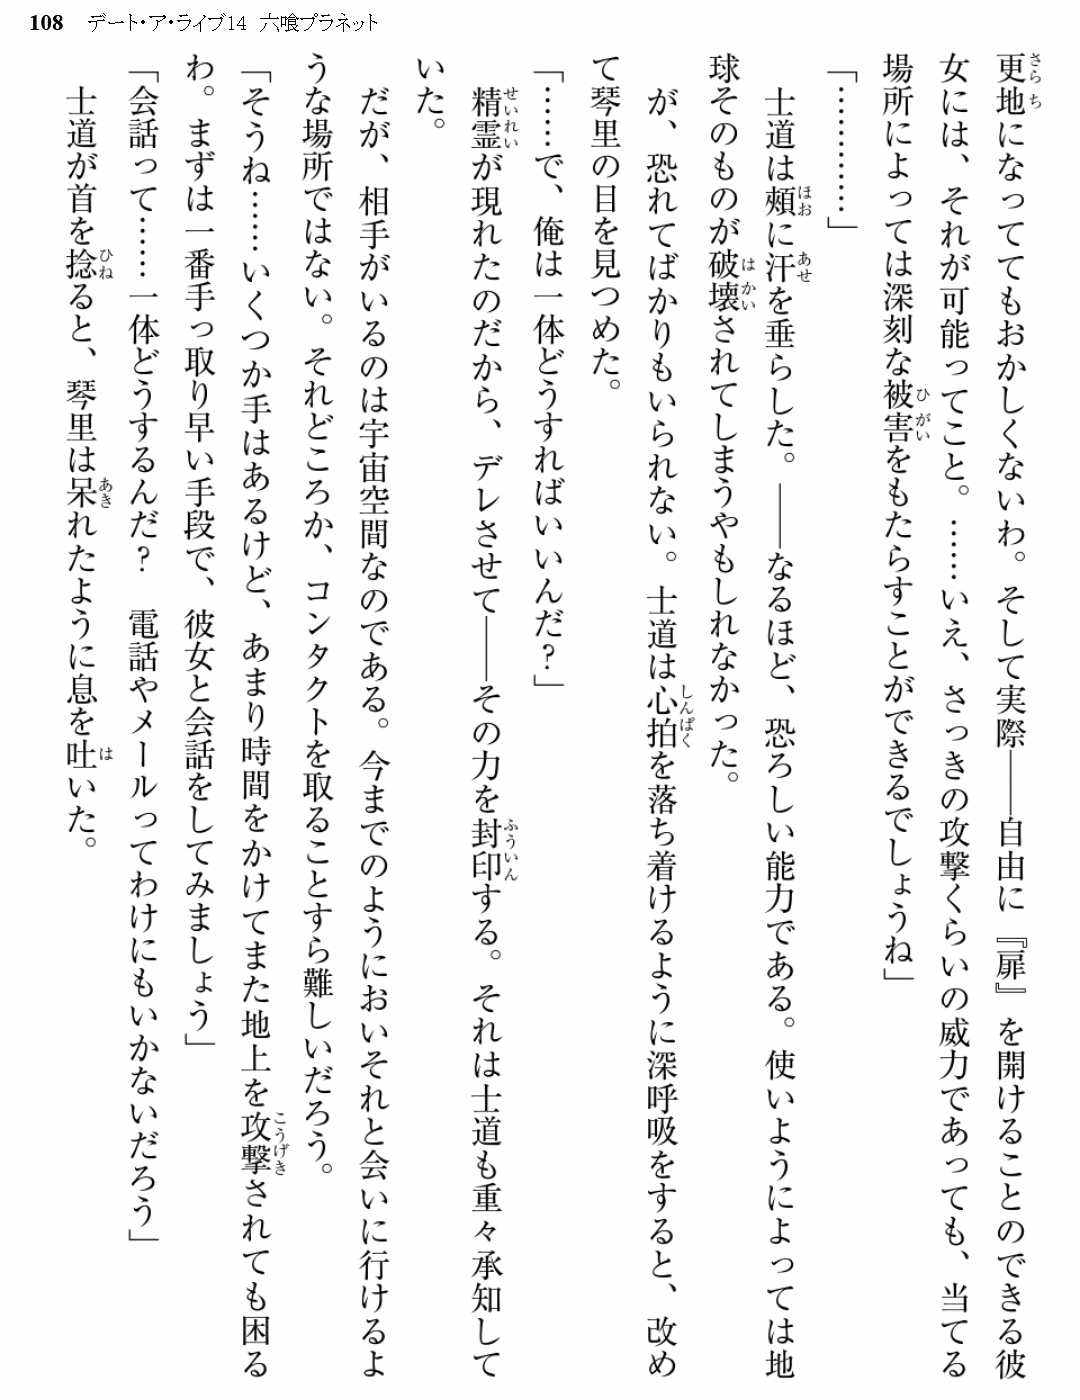 108 デート・ア・ライブ14 六喰プラネット
更地になっててもおかしくないわ。そして実際――自由に『扉』を開けることのできる彼
女には、それが可能ってこと。……いえ、さっきの攻撃くらいの威力であっても、当てる
場所によっては深刻な被害をもたらすことができるでしょうね」
「…………」
士道は頰に汗を垂らした。――なるほど、恐ろしい能力である。使いようによっては地
球そのものが破壊されてしまうやもしれなかった。
が、恐れてばかりもいられない。士道は心拍を落ち着けるように深呼吸をすると、改め
て琴里の目を見つめた。
「……で、俺は一体どうすればいいんだ?」
精霊が現れたのだから、デレさせて――その力を封印する。それは士道も重々承知して
いた。
だが、相手がいるのは宇宙空間なのである。今までのようにおいそれと会いに行けるよ
うな場所ではない。それどころか、コンタクトを取ることすら難しいだろう。
「そうね……いくつか手はあるけど、あまり時間をかけてまた地上を攻撃されても困る
わ。まずは一番手っ取り早い手段で、彼女と会話をしてみましょう」
「会話って……一体どうするんだ? 電話やメールってわけにもいかないだろう」
士道が首を捻ると、琴里は呆れたように息を吐いた。